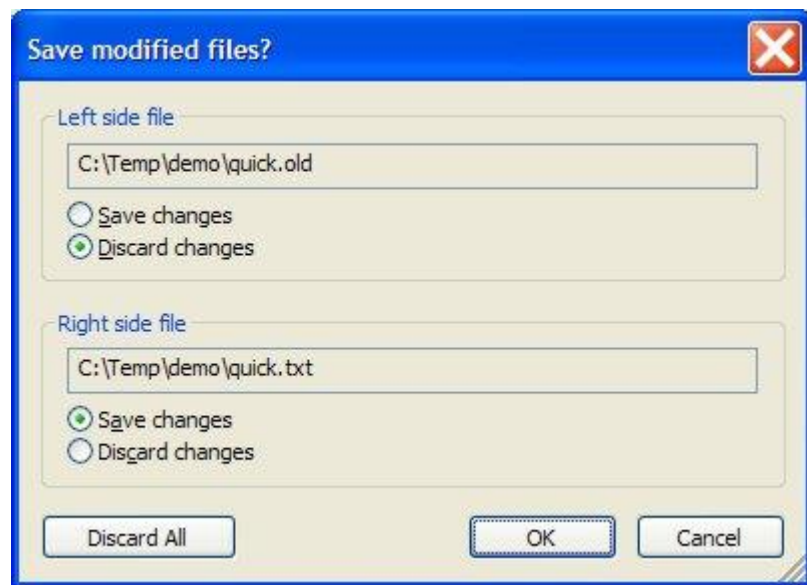 Save modified files?
Left side file
C:\Temp\demo\quick.old
Save changes
Discard changes
Right side file
C:\Temp\demo\quick.txt
Save changes
Discard changes
Discard All
OK
Cancel